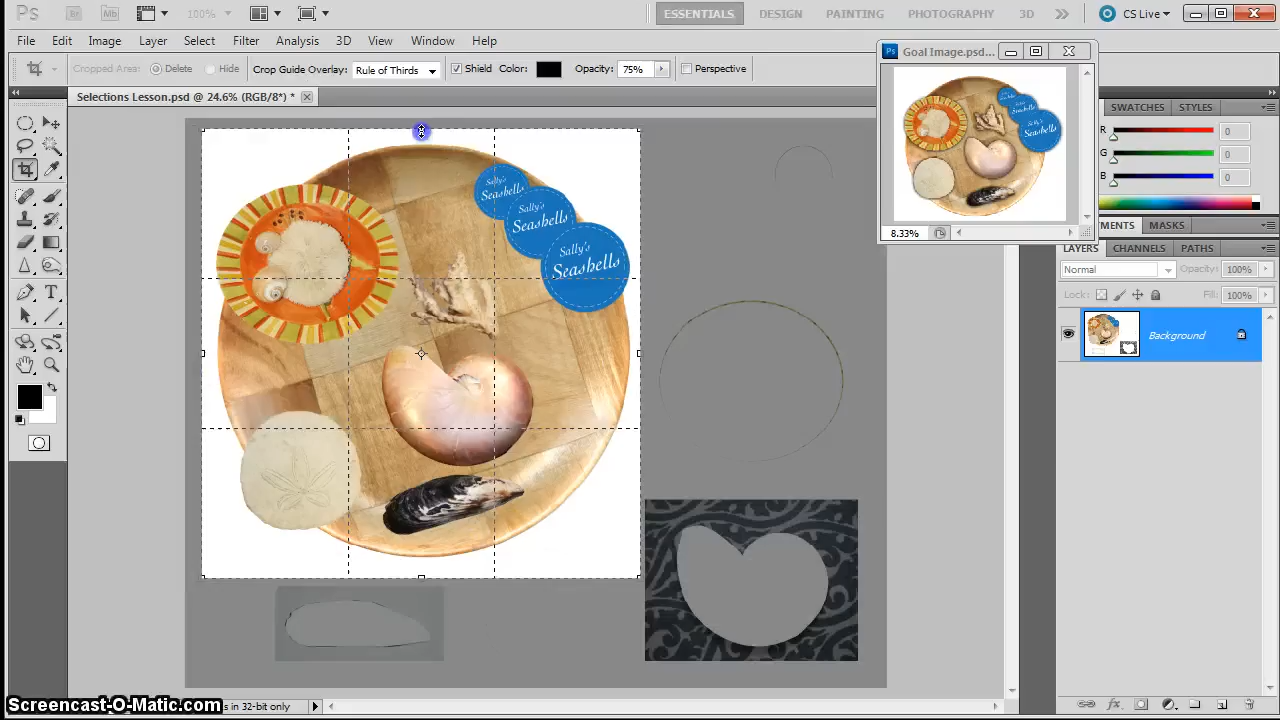 Ps Br Mb 100% ESSENTIALS DESIGN PAINTING PHOTOGRAPHY 3D CS Live
File Edit Image Layer Select Filter Analysis 3D View Window Help
Cropped Area: Delete Hide Crop Guide Overlay: Rule of Thirds Shield Color: Opacity: 75% Perspective
Selections Lesson.psd @ 24.6% (RGB/8*) *
Ps Goal Image.psd...
8.33%
SWATCHES STYLES
R 0
G 0
B 0
MENTS MASKS
LAYERS CHANNELS PATHS
Normal Opacity: 100%
Lock: Fill: 100%
Background
Sally's
Seashells
Sally's
Seashells
Sally's
Seashells
T
fx
Screencast-O-Matic.com
s in 32-bit only